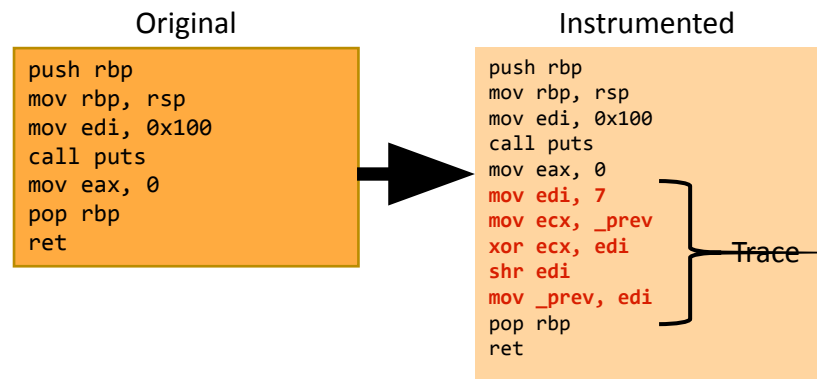 Original
push rbp
mov rbp, rsp
mov edi, 0x100
call puts
mov eax, 0
pop rbp
ret
Instrumented
push rbp
mov rbp, rsp
mov edi, 0x100
call puts
mov eax, 0
mov edi, 7
mov ecx, _prev
xor ecx, edi
shr edi
mov _prev, edi
pop rbp
ret
Trace